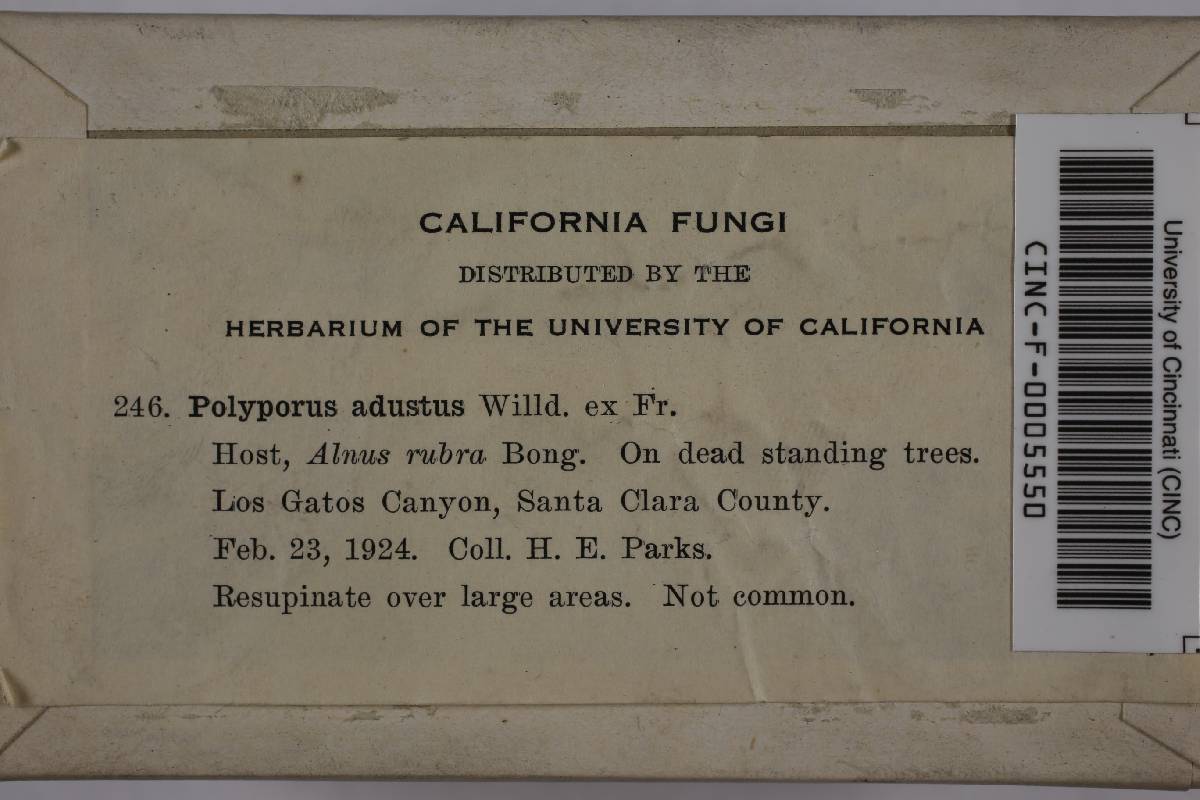 CALIFORNIA FUNGI
DISTRIBUTED BY THE
HERBARIUM OF THE UNIVERSITY OF CALIFORNIA
246. Polyporus adustus Willd. ex Fr.
Host, Alnus rubra Bong. On dead standing trees.
Los Gatos Canyon, Santa Clara County.
Feb. 23, 1924. Coll. H. E. Parks.
Resupinate over large areas. Not common.
University of Cincinnati (CINC)
CINC-F-0005550